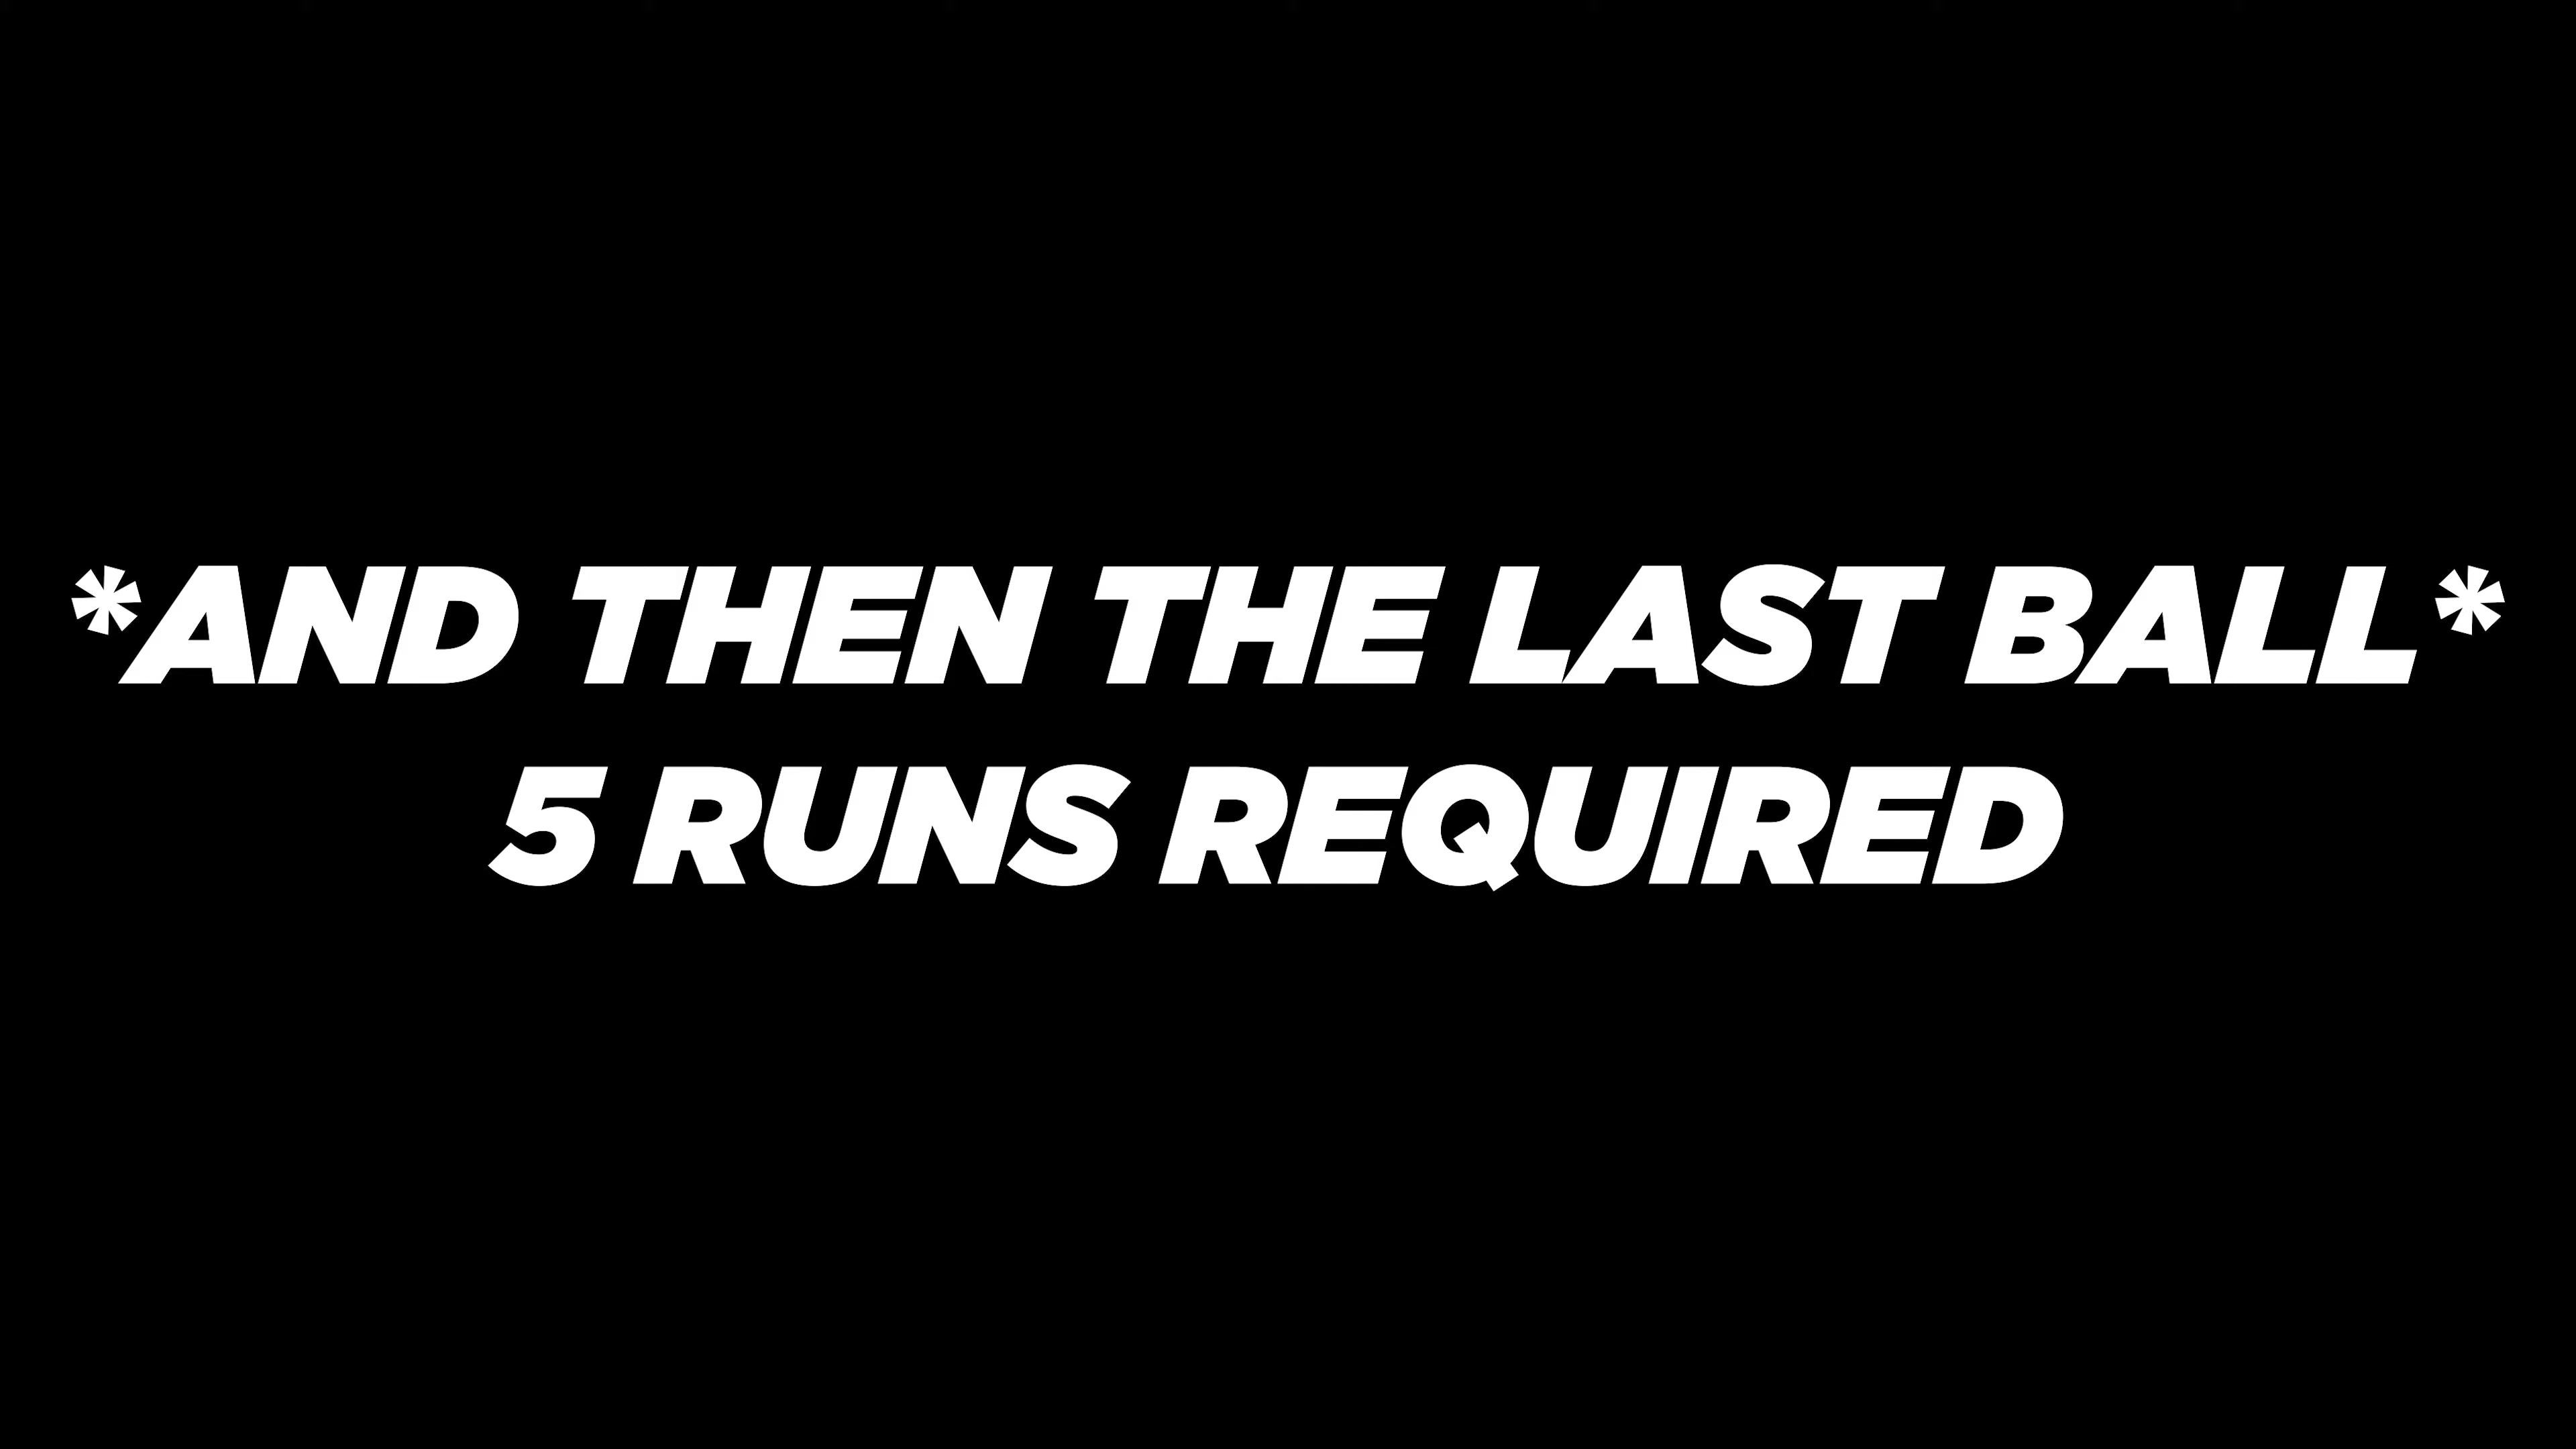 *AND THEN THE LAST BALL*
5 RUNS REQUIRED